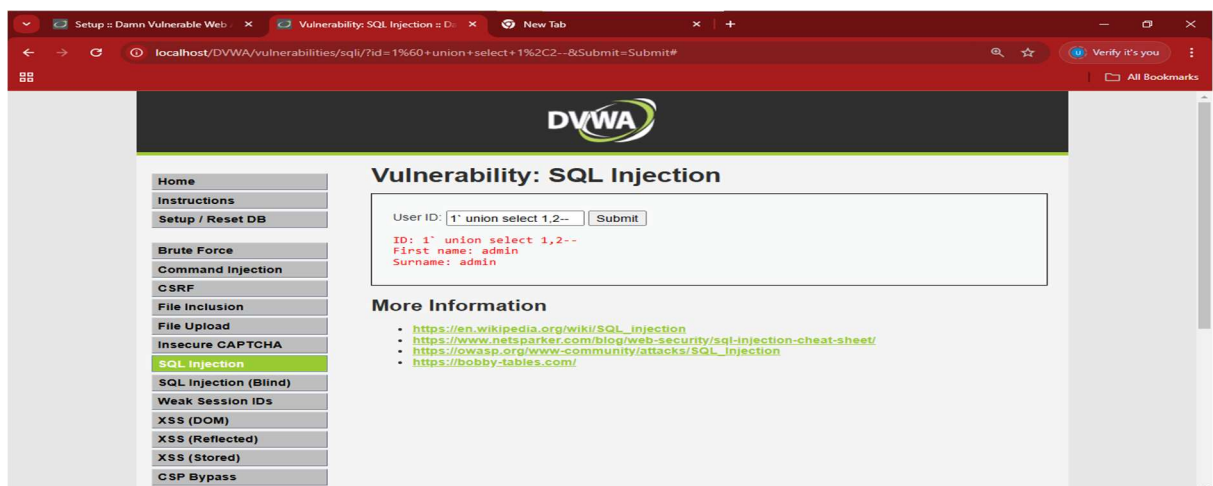 Setup :: Damn Vulnerable Web
Vulnerability: SQL Injection :: Da
New Tab
localhost/DVWA/vulnerabilities/sqli/?id=1%60+union+select+1%2C2--&Submit=Submit#
Verify it's you
All Bookmarks
DVWA
Home
Instructions
Setup / Reset DB
Brute Force
Command Injection
CSRF
File Inclusion
File Upload
Insecure CAPTCHA
SQL Injection
SQL Injection (Blind)
Weak Session IDs
XSS (DOM)
XSS (Reflected)
XSS (Stored)
CSP Bypass
Vulnerability: SQL Injection
User ID: 1` union select 1,2-- Submit
ID: 1` union select 1,2--
First name: admin
Surname: admin
More Information
https://en.wikipedia.org/wiki/SQL_injection
https://www.netsparker.com/blog/web-security/sql-injection-cheat-sheet/
https://owasp.org/www-community/attacks/SQL_Injection
https://bobby-tables.com/